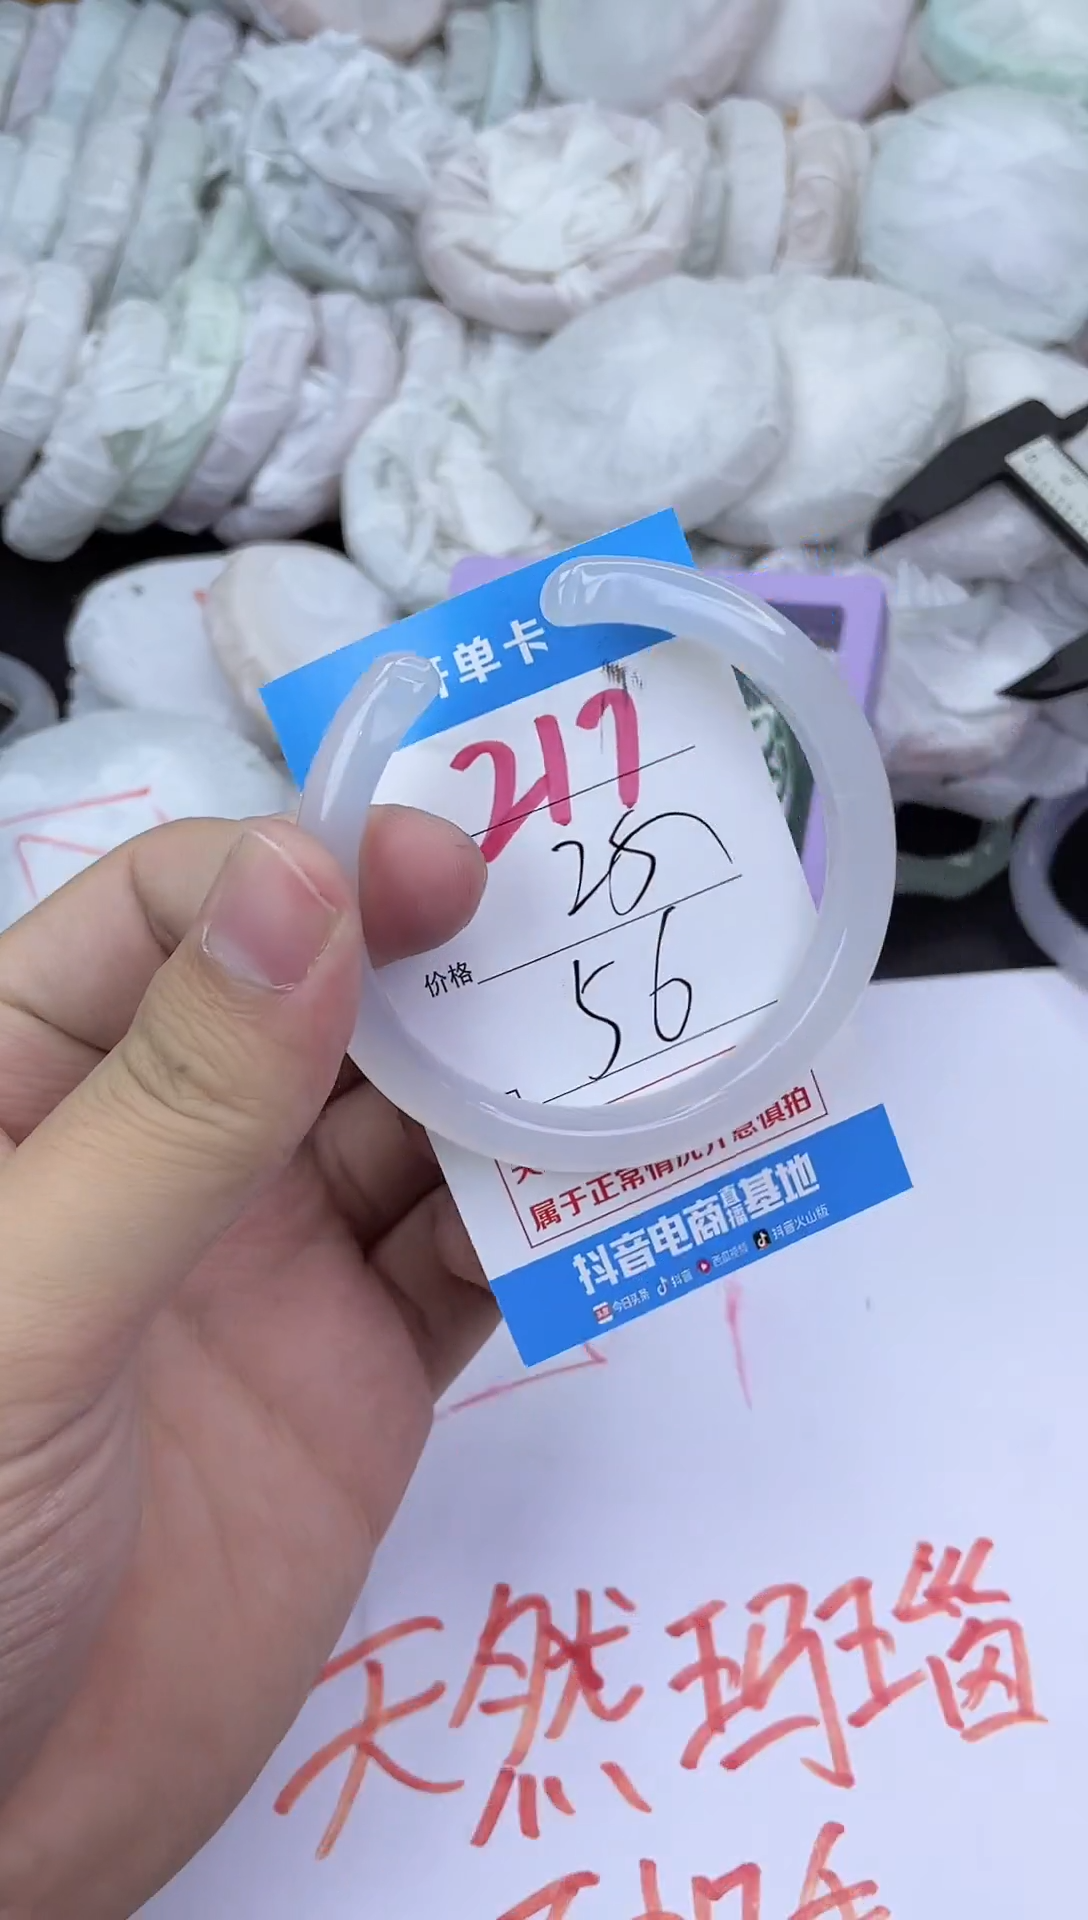 开单卡
217
28
价格
56
属于正常情况介意慎拍
抖音电商直播基地
今日头条 抖音 西瓜视频 抖音火山版
天然玛瑙